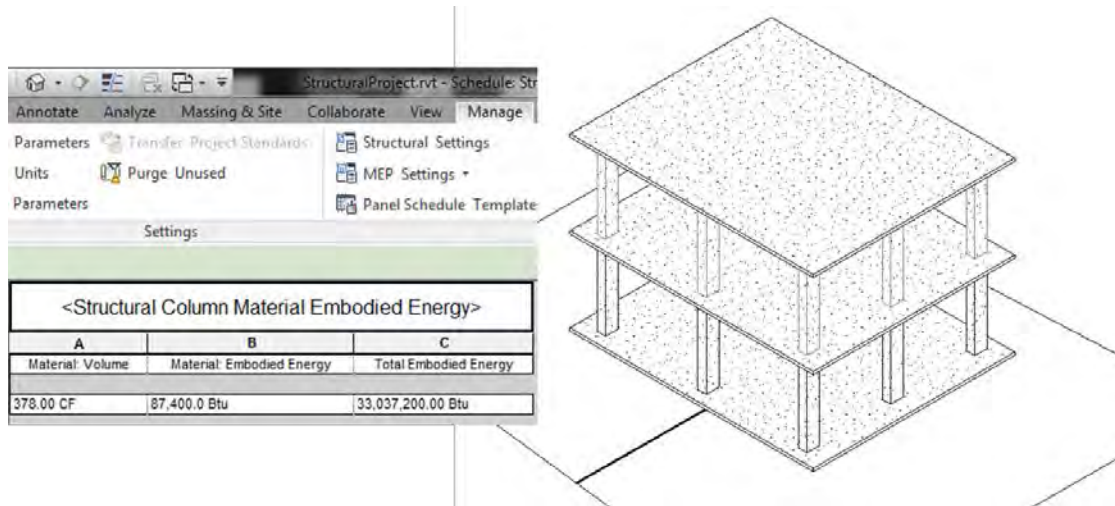 StructuralProject.rvt - Schedule: Str
Annotate Analyze Massing & Site Collaborate View Manage
Parameters Transfer Project Standards Structural Settings
Units Purge Unused MEP Settings
Parameters Panel Schedule Template
Settings
<Structural Column Material Embodied Energy>
A B C
Material: Volume Material: Embodied Energy Total Embodied Energy
378.00 CF 87,400.0 Btu 33,037,200.00 Btu